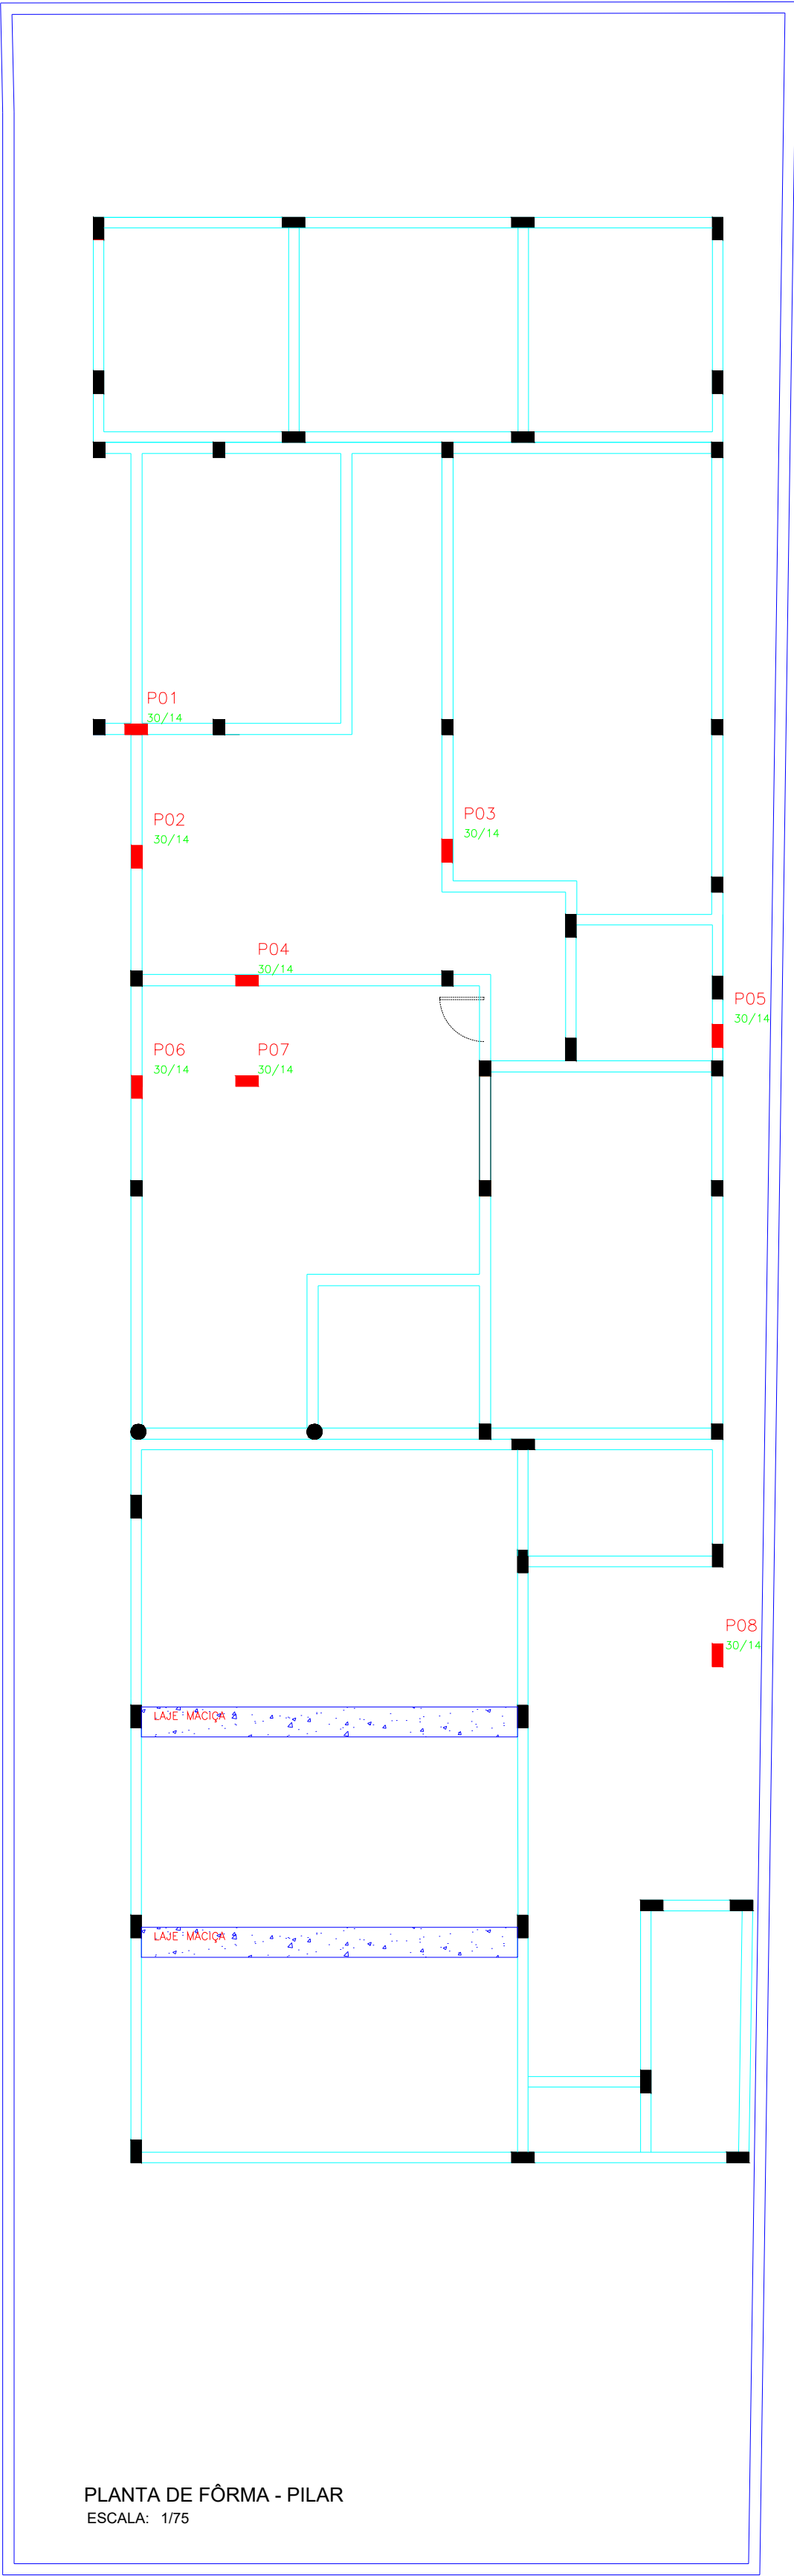 P01
30/14
P02
30/14
P03
30/14
P04
30/14
P05
30/14
P06
30/14
P07
30/14
P08
30/14
LAJE MACIÇA
LAJE MACIÇA
PLANTA DE FÔRMA - PILAR
ESCALA: 1/75